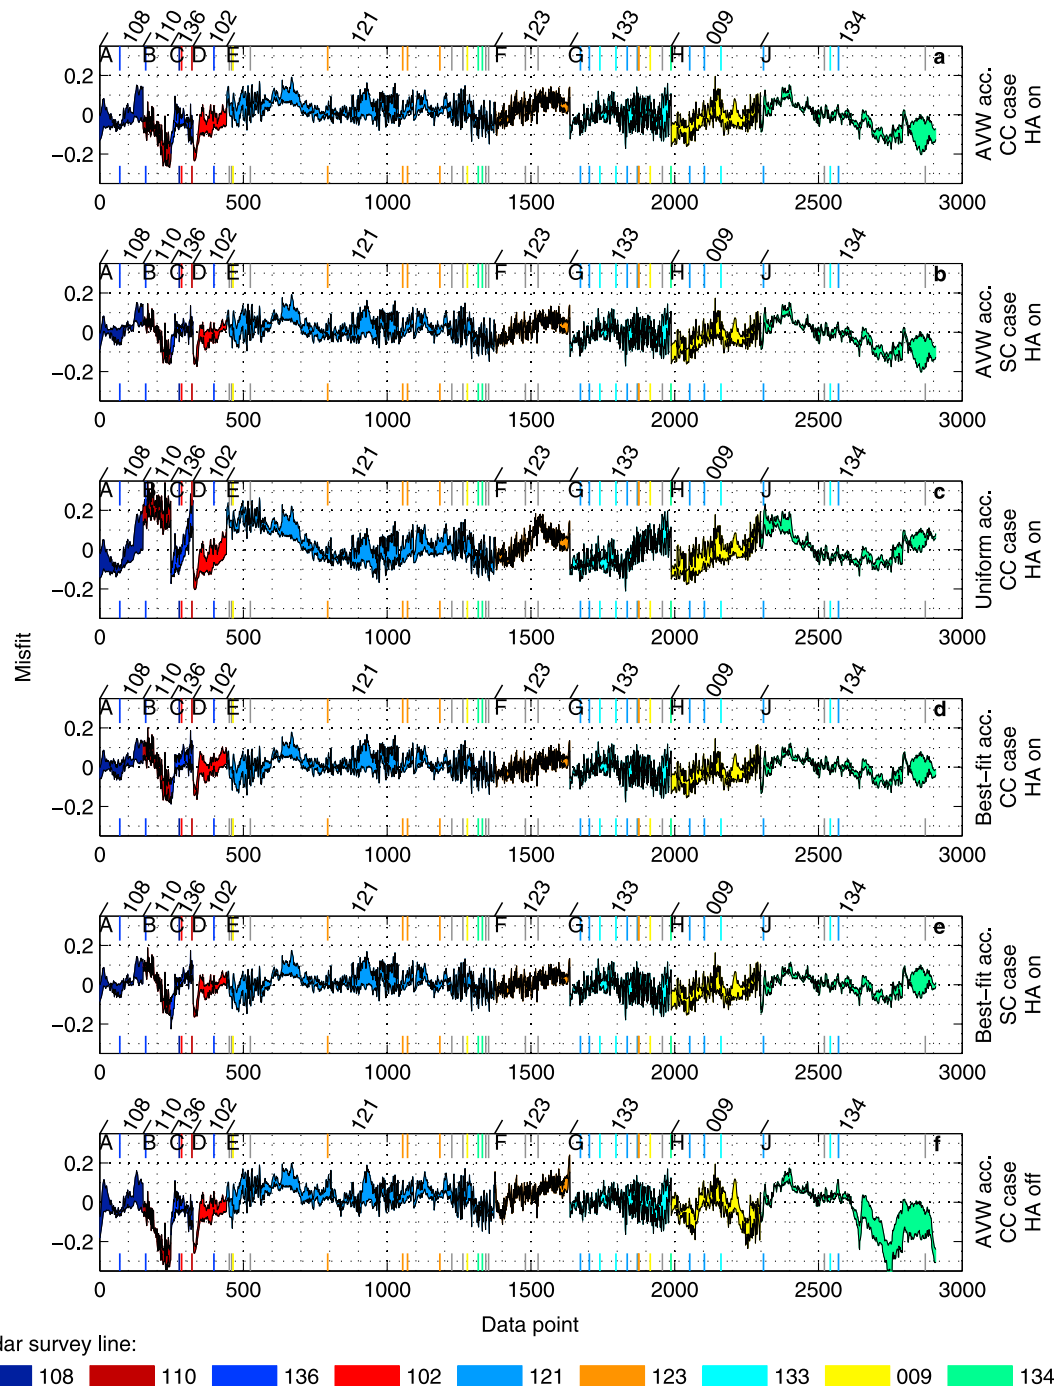 108 110 136 102 121 123 133 009 134
A B C D E F G H J a
0.2
0
−0.2
0 500 1000 1500 2000 2500 3000
AVW acc.
CC case
HA on
108 110 136 102 121 123 133 009 134
A B C D E F G H J b
0.2
0
−0.2
0 500 1000 1500 2000 2500 3000
AVW acc.
SC case
HA on
108 110 136 102 121 123 133 009 134
A B C D E F G H J c
0.2
0
−0.2
0 500 1000 1500 2000 2500 3000
Uniform acc.
CC case
HA on
Misfit
108 110 136 102 121 123 133 009 134
A B C D E F G H J d
0.2
0
−0.2
0 500 1000 1500 2000 2500 3000
Best−fit acc.
CC case
HA on
108 110 136 102 121 123 133 009 134
A B C D E F G H J e
0.2
0
−0.2
0 500 1000 1500 2000 2500 3000
Best−fit acc.
SC case
HA on
108 110 136 102 121 123 133 009 134
A B C D E F G H J f
0.2
0
−0.2
0 500 1000 1500 2000 2500 3000
AVW acc.
CC case
HA off
Data point
dar survey line:
108 110 136 102 121 123 133 009 134